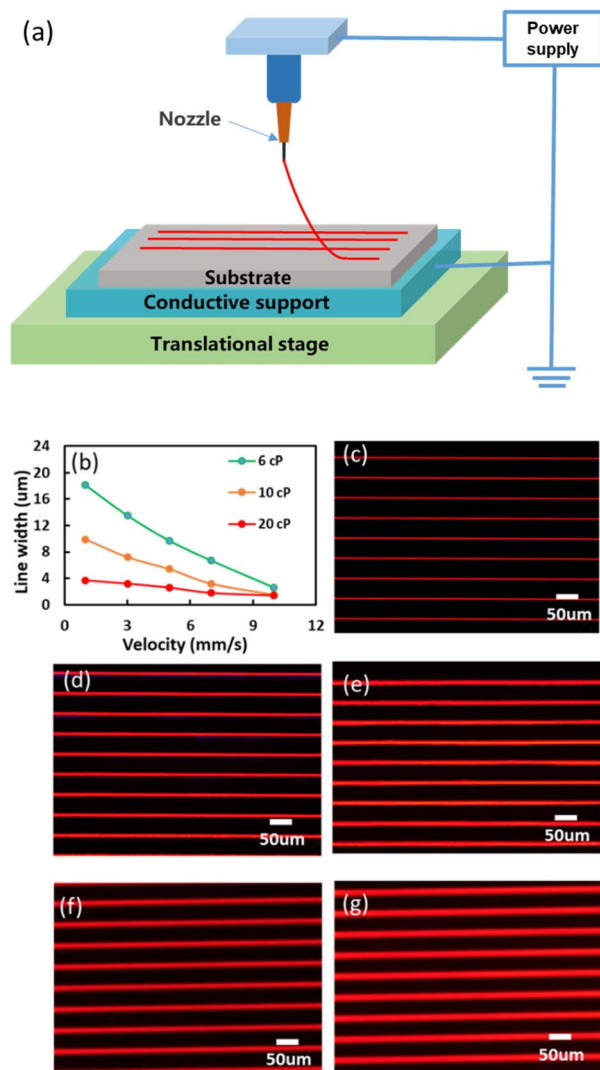 (a)
Power
supply
Nozzle
Substrate
Conductive support
Translational stage
(b)
24
20
16
12
8
4
0
Line width (um)
6 cP
10 cP
20 cP
0 3 6 9 12
Velocity (mm/s)
(c)
50um
(d)
50um
(e)
50um
(f)
50um
(g)
50um